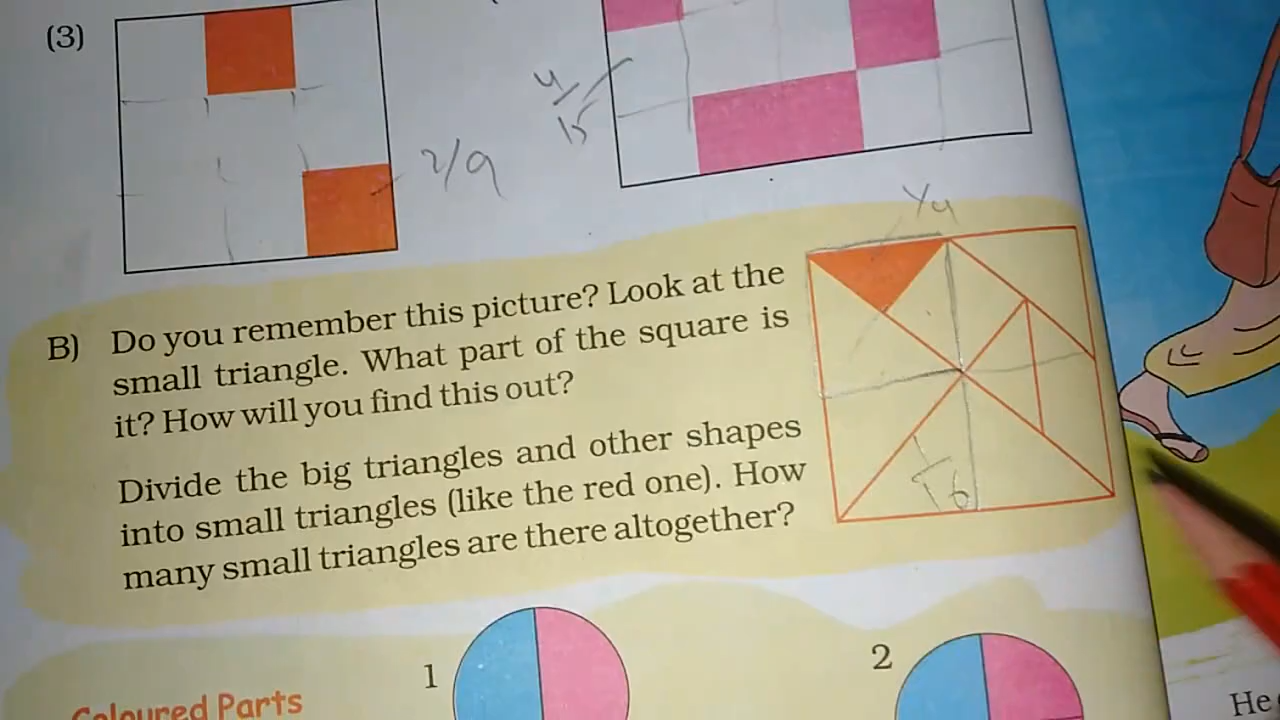 (3)
4/15
2/9
1/4
B) Do you remember this picture? Look at the
small triangle. What part of the square is
it? How will you find this out?
Divide the big triangles and other shapes
into small triangles (like the red one). How
many small triangles are there altogether?
1
2
Coloured Parts
He